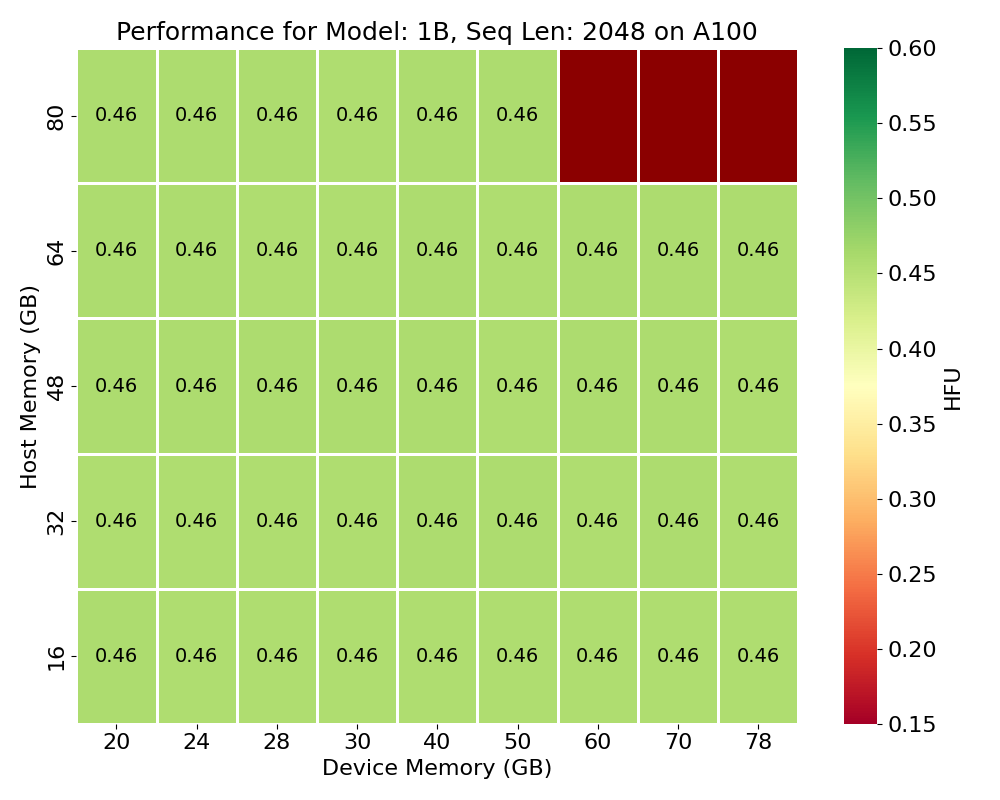 Performance for Model: 1B, Seq Len: 2048 on A100
Host Memory (GB)
80
0.46 0.46 0.46 0.46 0.46 0.46
64
0.46 0.46 0.46 0.46 0.46 0.46 0.46 0.46 0.46
48
0.46 0.46 0.46 0.46 0.46 0.46 0.46 0.46 0.46
32
0.46 0.46 0.46 0.46 0.46 0.46 0.46 0.46 0.46
16
0.46 0.46 0.46 0.46 0.46 0.46 0.46 0.46 0.46
20 24 28 30 40 50 60 70 78
Device Memory (GB)
0.60
0.55
0.50
0.45
0.40
0.35
0.30
0.25
0.20
0.15
HFU